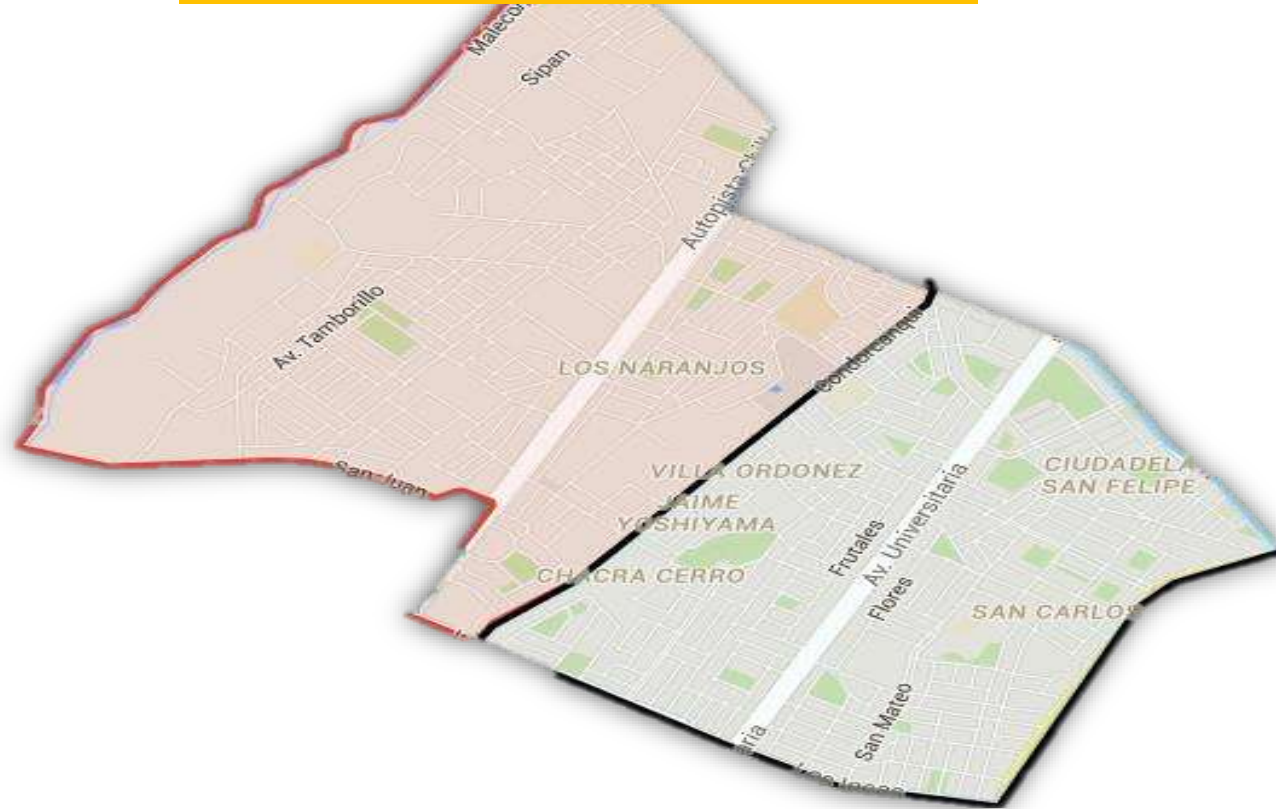 Sipan
Av. Tamborillo
LOS NARANJOS
Condorcanqui
San Juan
VILLA ORDONEZ
JAIME
YOSHIYAMA
CIUDADELA
SAN FELIPE
Frutales
Av. Universitaria
Flores
CHACRA CERRO
SAN CARLOS
San Mateo